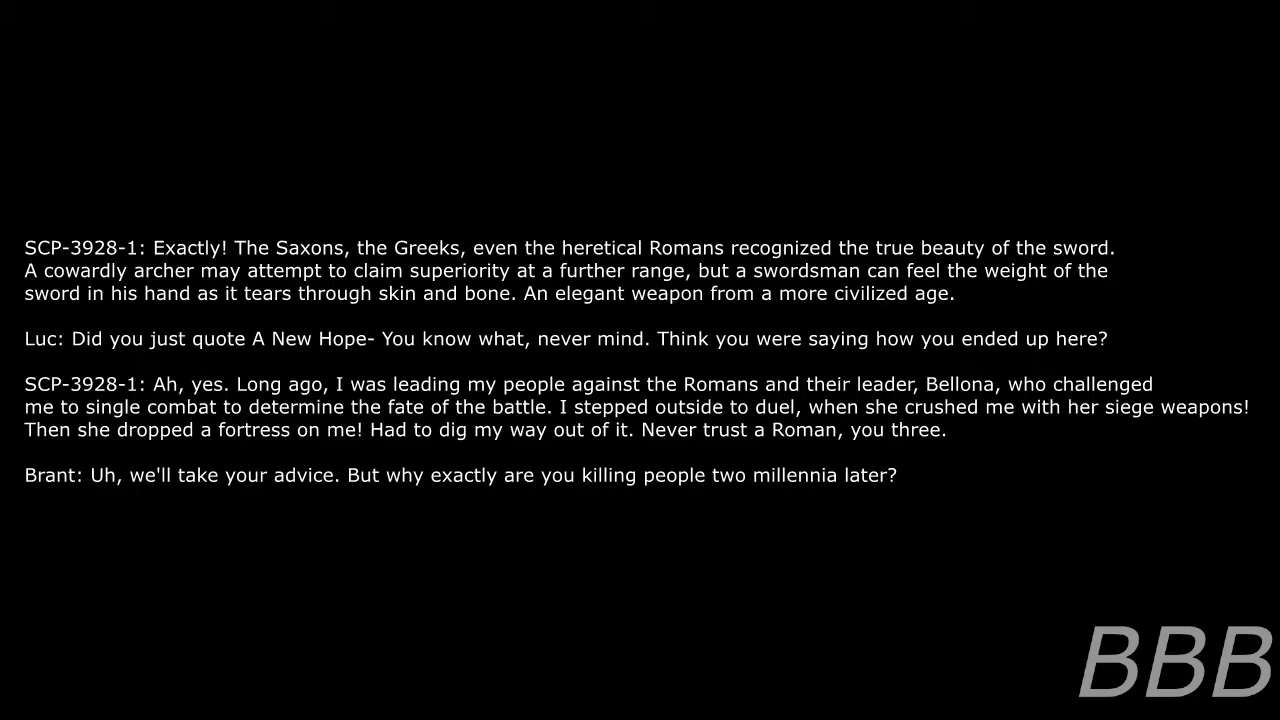 SCP-3928-1: Exactly! The Saxons, the Greeks, even the heretical Romans recognized the true beauty of the sword.
A cowardly archer may attempt to claim superiority at a further range, but a swordsman can feel the weight of the
sword in his hand as it tears through skin and bone. An elegant weapon from a more civilized age.
Luc: Did you just quote A New Hope- You know what, never mind. Think you were saying how you ended up here?
SCP-3928-1: Ah, yes. Long ago, I was leading my people against the Romans and their leader, Bellona, who challenged
me to single combat to determine the fate of the battle. I stepped outside to duel, when she crushed me with her siege weapons!
Then she dropped a fortress on me! Had to dig my way out of it. Never trust a Roman, you three.
Brant: Uh, we'll take your advice. But why exactly are you killing people two millennia later?
BBB